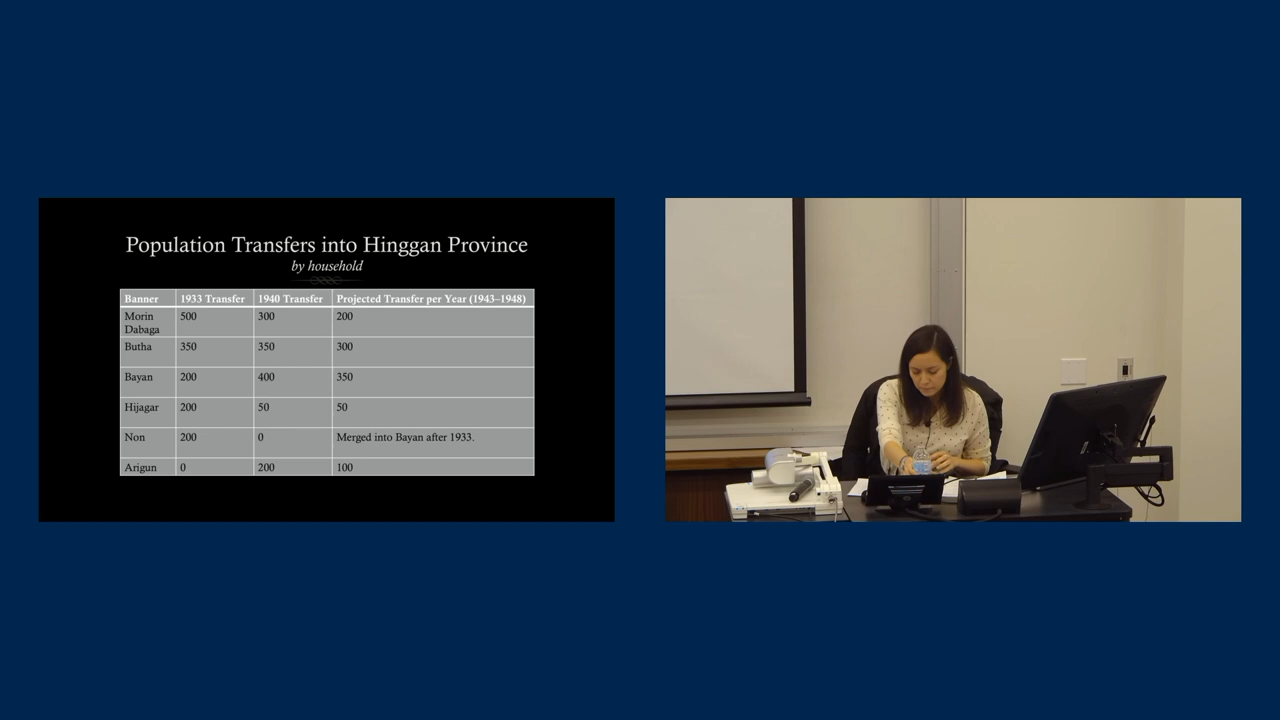 Population Transfers into Hinggan Province
by household
Banner 1933 Transfer 1940 Transfer Projected Transfer per Year (1943–1948)
Morin Dabaga 500 300 200
Butha 350 350 300
Bayan 200 400 350
Hijagar 200 50 50
Non 200 0 Merged into Bayan after 1933.
Arigun 0 200 100